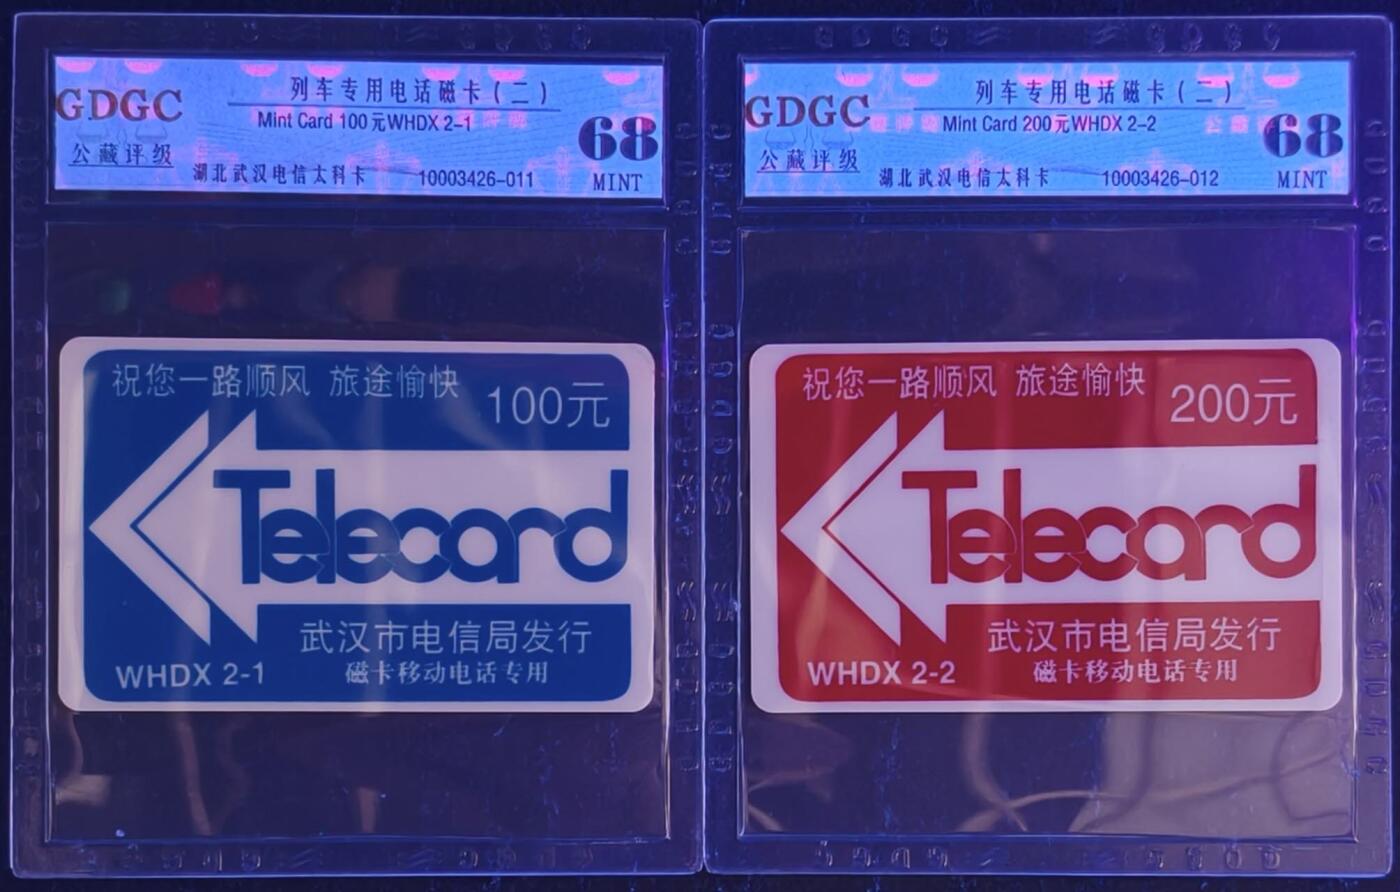 GDGC
公藏评级
列车专用电话磁卡(二)
Mint Card 100元WHDX 2-1
湖北武汉电信太科卡 10003426-011
68
MINT
祝您一路顺风 旅途愉快
100元
Telecard
武汉市电信局发行
WHDX 2-1
磁卡移动电话专用
GDGC
公藏评级
列车专用电话磁卡(二)
Mint Card 200元WHDX 2-2
湖北武汉电信太科卡 10003426-012
68
MINT
祝您一路顺风 旅途愉快
200元
Telecard
武汉市电信局发行
WHDX 2-2
磁卡移动电话专用